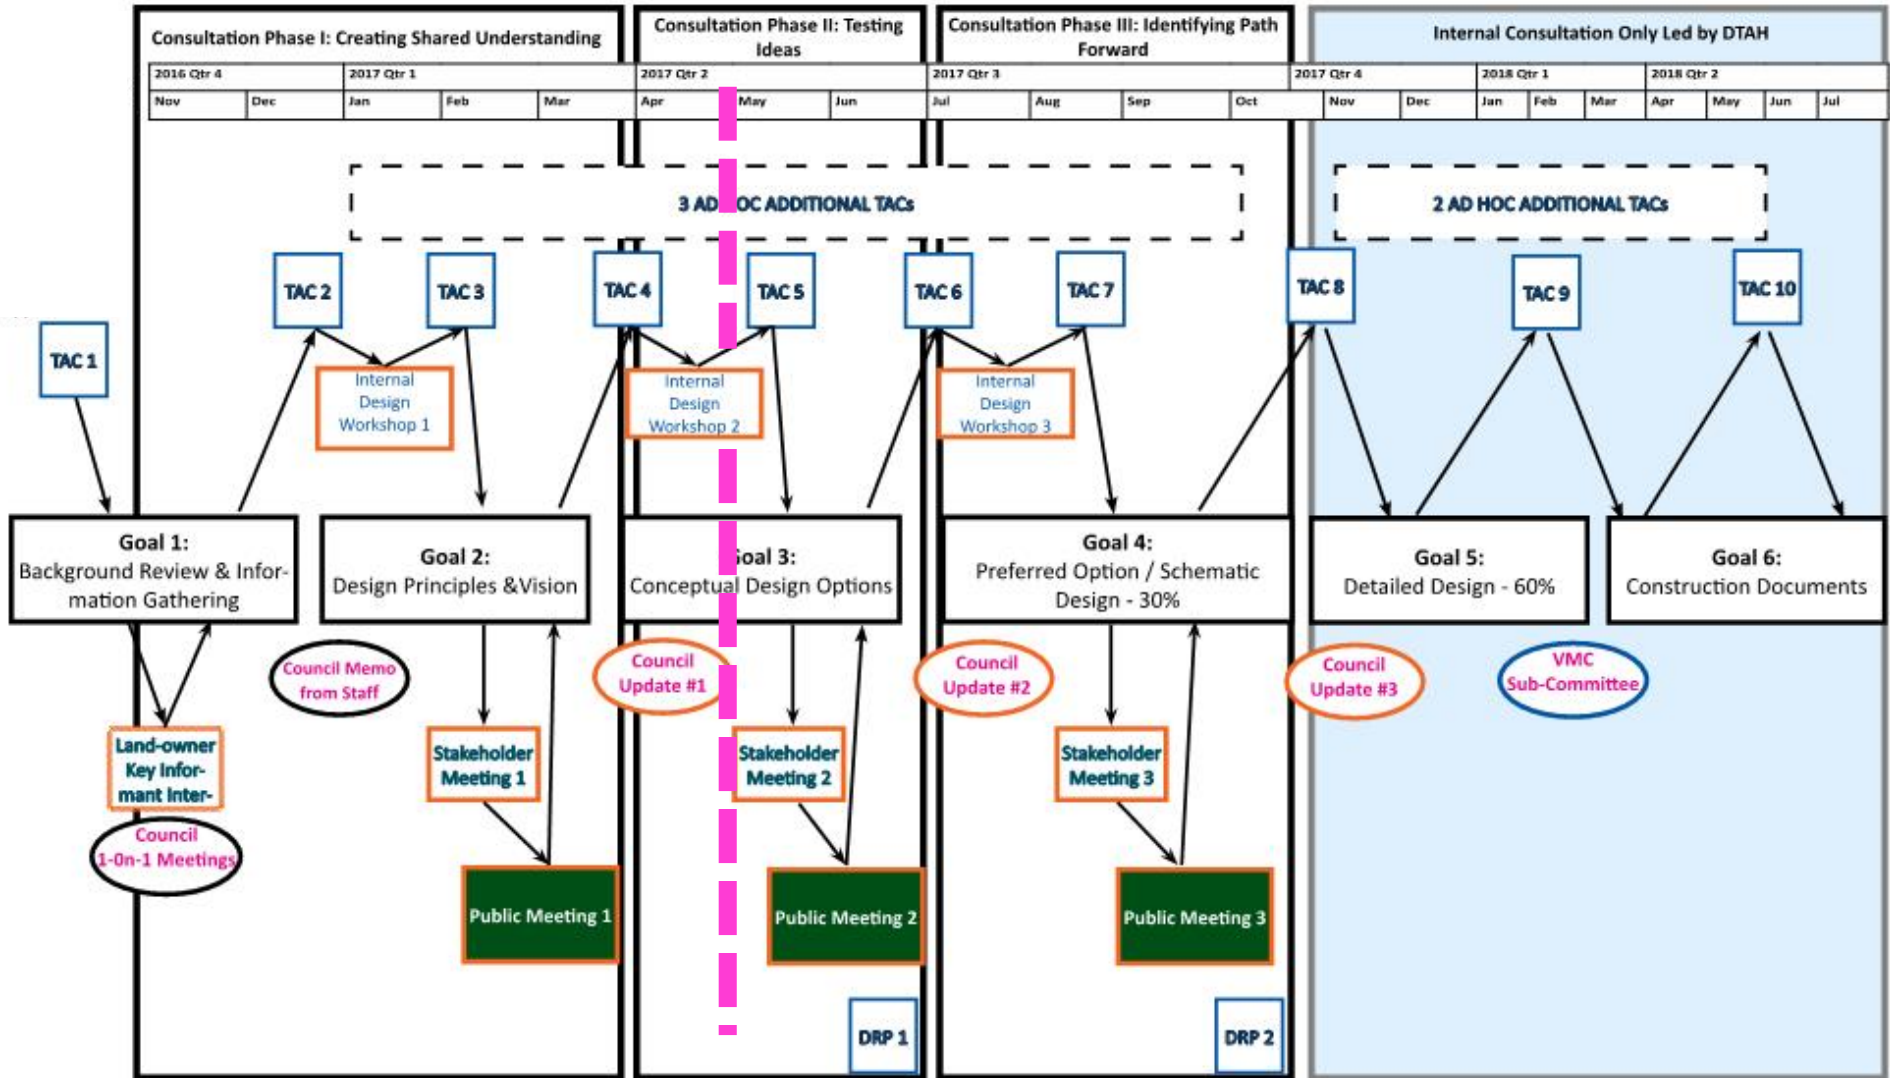 Consultation Phase I: Creating Shared Understanding
Consultation Phase II: Testing
Ideas
Consultation Phase III: Identifying Path
Forward
Internal Consultation Only Led by DTAH
2016 Qtr 4
2017 Qtr 1
2017 Qtr 2
2017 Qtr 3
2017 Qtr 4
2018 Qtr 1
2018 Qtr 2
Nov
Dec
Jan
Feb
Mar
Apr
May
Jun
Jul
Aug
Sep
Oct
Nov
Dec
Jan
Feb
Mar
Apr
May
Jun
Jul
3 AD HOC ADDITIONAL TACs
2 AD HOC ADDITIONAL TACs
TAC 1
TAC 2
TAC 3
TAC 4
TAC 5
TAC 6
TAC 7
TAC 8
TAC 9
TAC 10
Internal
Design
Workshop 1
Internal
Design
Workshop 2
Internal
Design
Workshop 3
Goal 1:
Background Review & Infor-
mation Gathering
Goal 2:
Design Principles &Vision
Goal 3:
Conceptual Design Options
Goal 4:
Preferred Option / Schematic
Design - 30%
Goal 5:
Detailed Design - 60%
Goal 6:
Construction Documents
Council Memo
from Staff
Council
Update #1
Council
Update #2
Council
Update #3
VMC
Sub-Committee
Land-owner
Key Infor-
mant Inter-
Council
1-0n-1 Meetings
Stakeholder
Meeting 1
Stakeholder
Meeting 2
Stakeholder
Meeting 3
Public Meeting 1
Public Meeting 2
Public Meeting 3
DRP 1
DRP 2